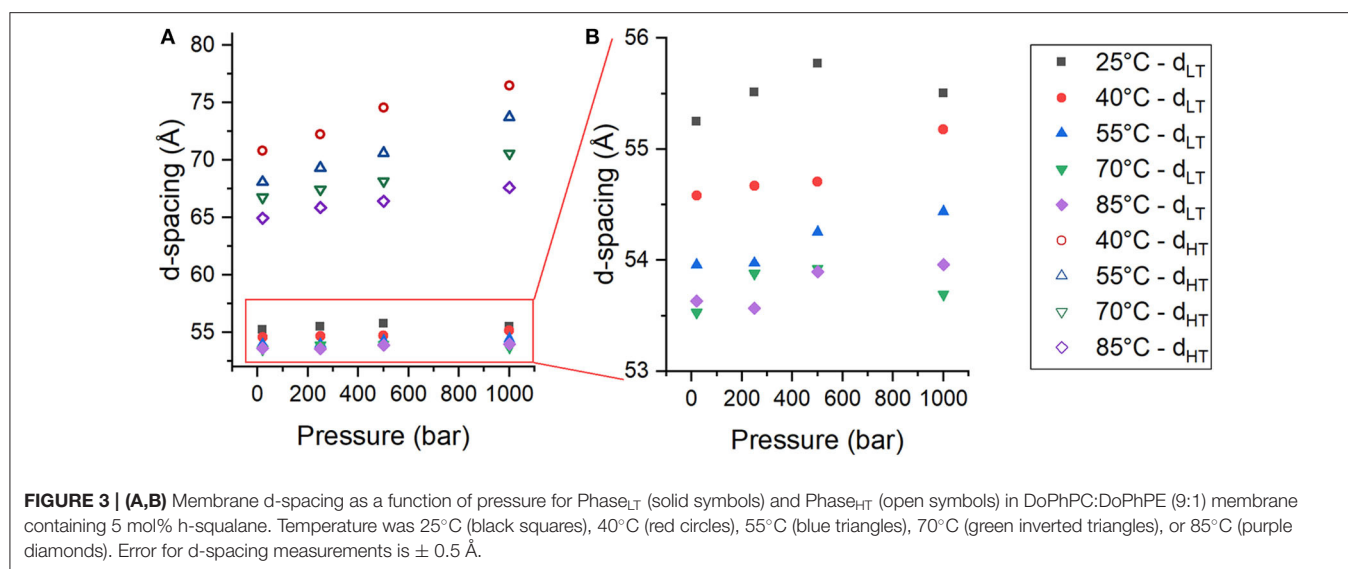 A
80
75
70
65
60
55
d-spacing (Å)
0 200 400 600 800 1000
Pressure (bar)
B
56
55
54
53
d-spacing (Å)
0 200 400 600 800 1000
Pressure (bar)
25°C - dLT
40°C - dLT
55°C - dLT
70°C - dLT
85°C - dLT
40°C - dHT
55°C - dHT
70°C - dHT
85°C - dHT
FIGURE 3 | (A,B) Membrane d-spacing as a function of pressure for PhaseLT (solid symbols) and PhaseHT (open symbols) in DoPhPC:DoPhPE (9:1) membrane
containing 5 mol% h-squalane. Temperature was 25°C (black squares), 40°C (red circles), 55°C (blue triangles), 70°C (green inverted triangles), or 85°C (purple
diamonds). Error for d-spacing measurements is ± 0.5 Å.